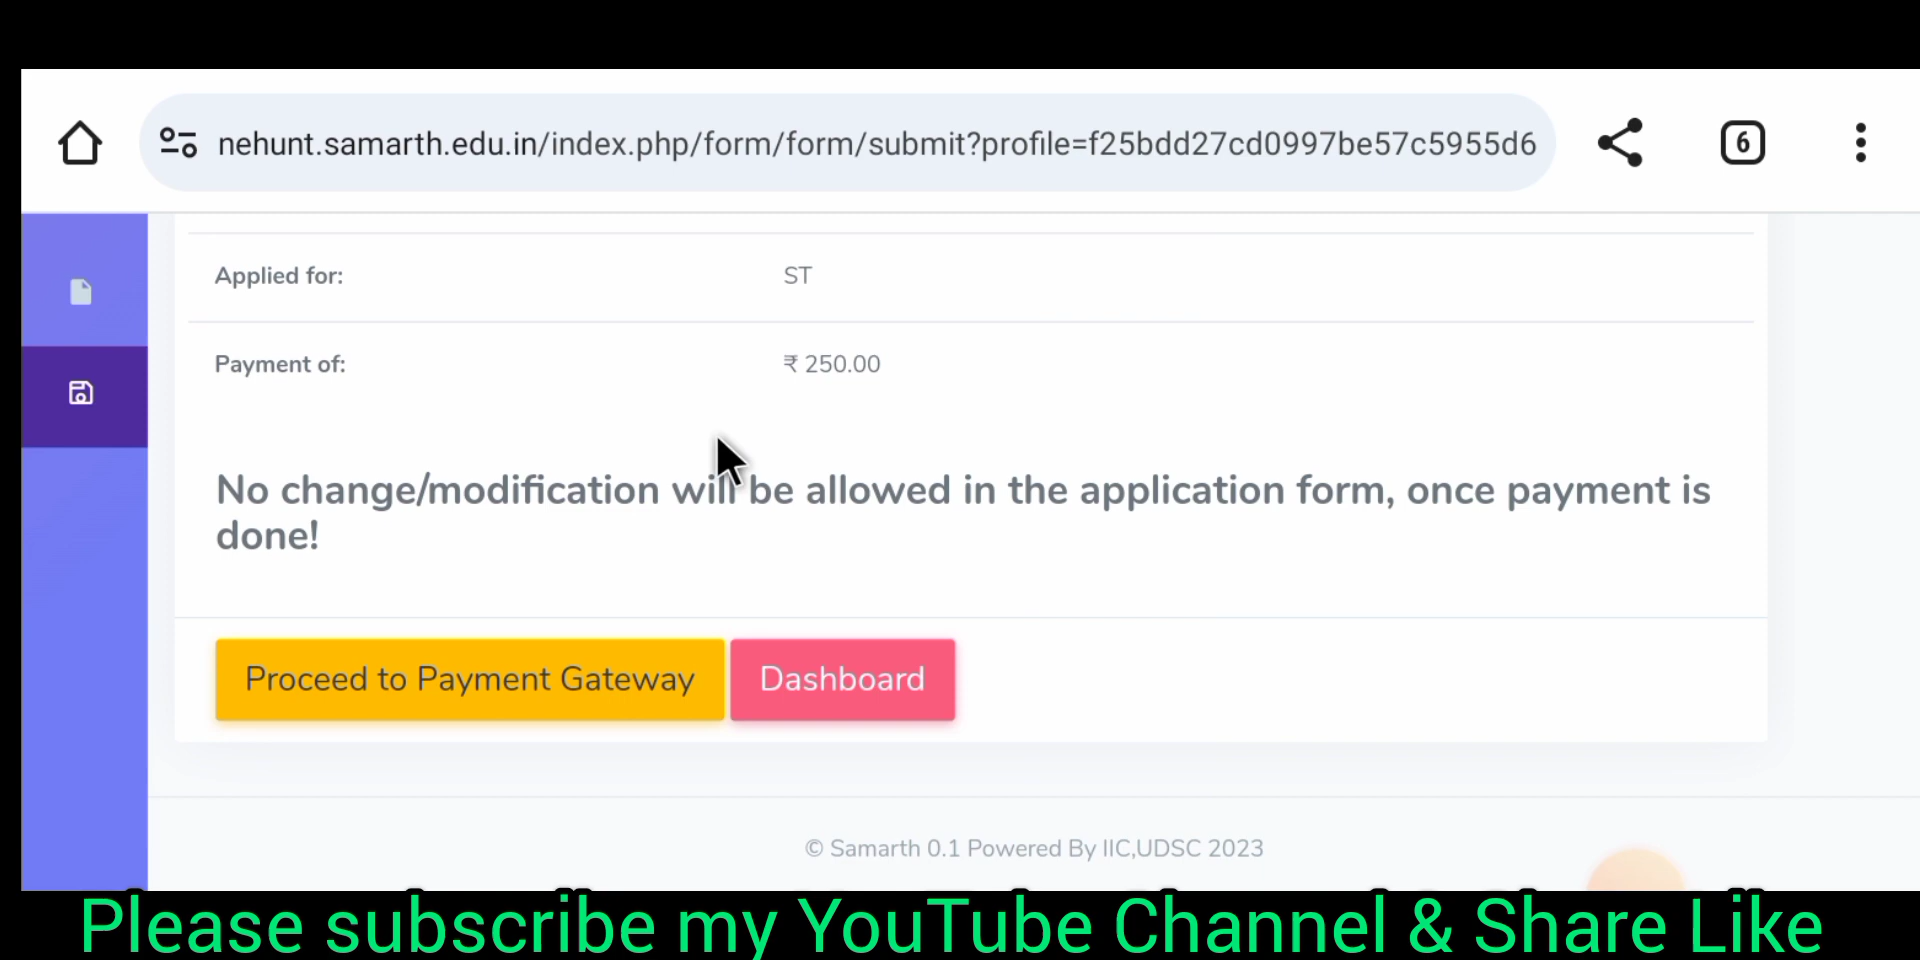 nehunt.samarth.edu.in/index.php/form/form/submit?profile=f25bdd27cd0997be57c5955d6
6
Applied for: ST
Payment of: ₹ 250.00
No change/modification will be allowed in the application form, once payment is
done!
Proceed to Payment Gateway Dashboard
© Samarth 0.1 Powered By IIC,UDSC 2023
Please subscribe my YouTube Channel & Share Like